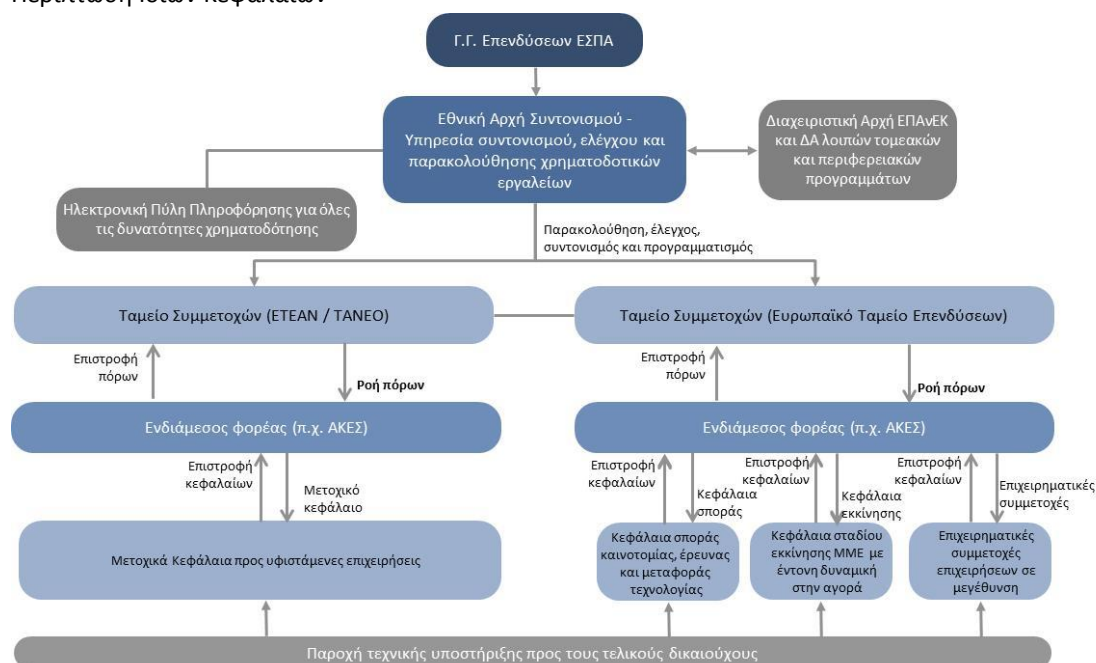 Περίπτωση Ιδίων Κεφαλαίων
Γ.Γ. Επενδύσεων ΕΣΠΑ
Εθνική Αρχή Συντονισμού -
Υπηρεσία συντονισμού, ελέγχου και
παρακολούθησης χρηματοδοτικών
εργαλείων
Διαχειριστική Αρχή ΕΠΑνΕΚ
και ΔΑ λοιπών τομεακών
και περιφερειακών
προγραμμάτων
Ηλεκτρονική Πύλη Πληροφόρησης για όλες
τις δυνατότητες χρηματοδότησης
Παρακολούθηση, έλεγχος,
συντονισμός και προγραμματισμός
Ταμείο Συμμετοχών (ΕΤΕΑΝ / ΤΑΝΕΟ)
Ταμείο Συμμετοχών (Ευρωπαϊκό Ταμείο Επενδύσεων)
Επιστροφή
πόρων
Ροή πόρων
Επιστροφή
πόρων
Ροή πόρων
Ενδιάμεσος φορέας (π.χ. ΑΚΕΣ)
Ενδιάμεσος φορέας (π.χ. ΑΚΕΣ)
Επιστροφή
κεφαλαίων
Μετοχικό
κεφάλαιο
Επιστροφή
κεφαλαίων
Κεφάλαια
σποράς
Επιστροφή
κεφαλαίων
Κεφάλαια
εκκίνησης
Επιστροφή
κεφαλαίων
Επιχειρηματικές
συμμετοχές
Μετοχικά Κεφάλαια προς υφιστάμενες επιχειρήσεις
Κεφάλαια σποράς
καινοτομίας, έρευνας
και μεταφοράς
τεχνολογίας
Κεφάλαια σταδίου
εκκίνησης ΜΜΕ με
έντονη δυναμική
στην αγορά
Επιχειρηματικές
συμμετοχές
επιχειρήσεων σε
μεγέθυνση
Παροχή τεχνικής υποστήριξης προς τους τελικούς δικαιούχους